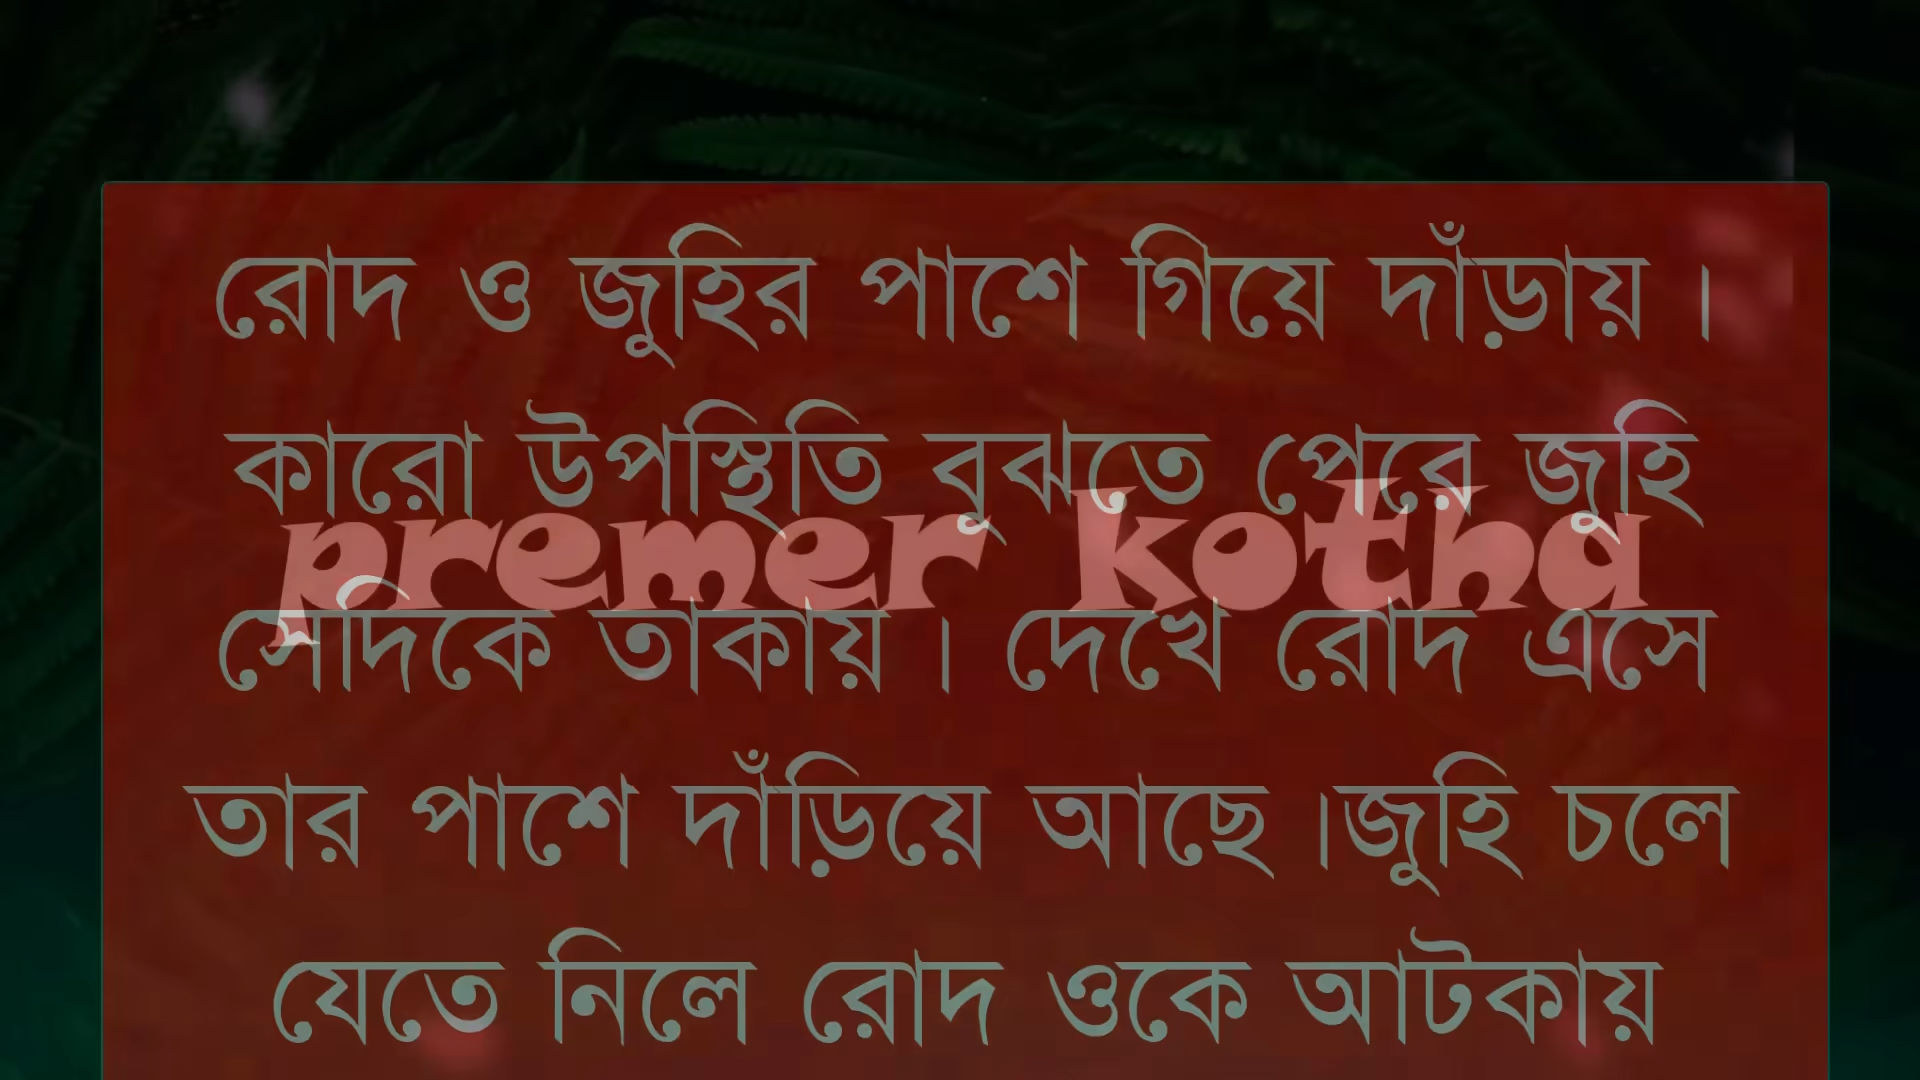 রোদ ও জুহির পাশে গিয়ে দাঁড়ায় ।
কারো উপস্থিতি বুঝতে পেরে জুহি
premer kotha
সেদিকে তাকায় । দেখে রোদ এসে
তার পাশে দাঁড়িয়ে আছে ।জুহি চলে
যেতে নিলে রোদ ওকে আটকায়